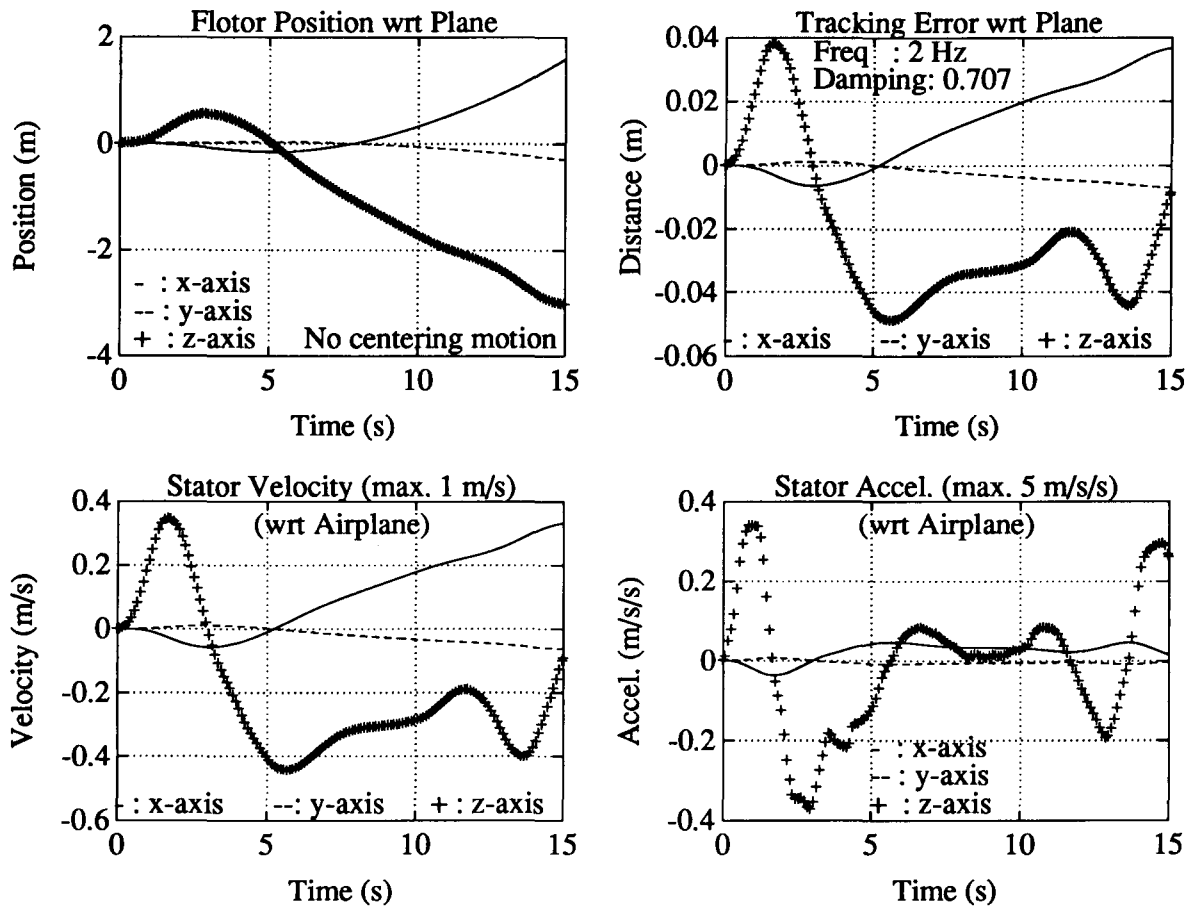 Flotor Position wrt Plane
2
0
-2
-4
Position (m)
- : x-axis
-- : y-axis
+ : z-axis
No centering motion
0 5 10 15
Time (s)
Tracking Error wrt Plane
Freq : 2 Hz
Damping: 0.707
0.04
0.02
0
-0.02
-0.04
-0.06
Distance (m)
- : x-axis --: y-axis + : z-axis
0 5 10 15
Time (s)
Stator Velocity (max. 1 m/s)
(wrt Airplane)
0.4
0.2
0
-0.2
-0.4
-0.6
Velocity (m/s)
- : x-axis --: y-axis + : z-axis
0 5 10 15
Time (s)
Stator Accel. (max. 5 m/s/s)
(wrt Airplane)
0.4
0.2
0
-0.2
-0.4
Accel. (m/s/s)
- : x-axis
-- : y-axis
+ : z-axis
0 5 10 15
Time (s)